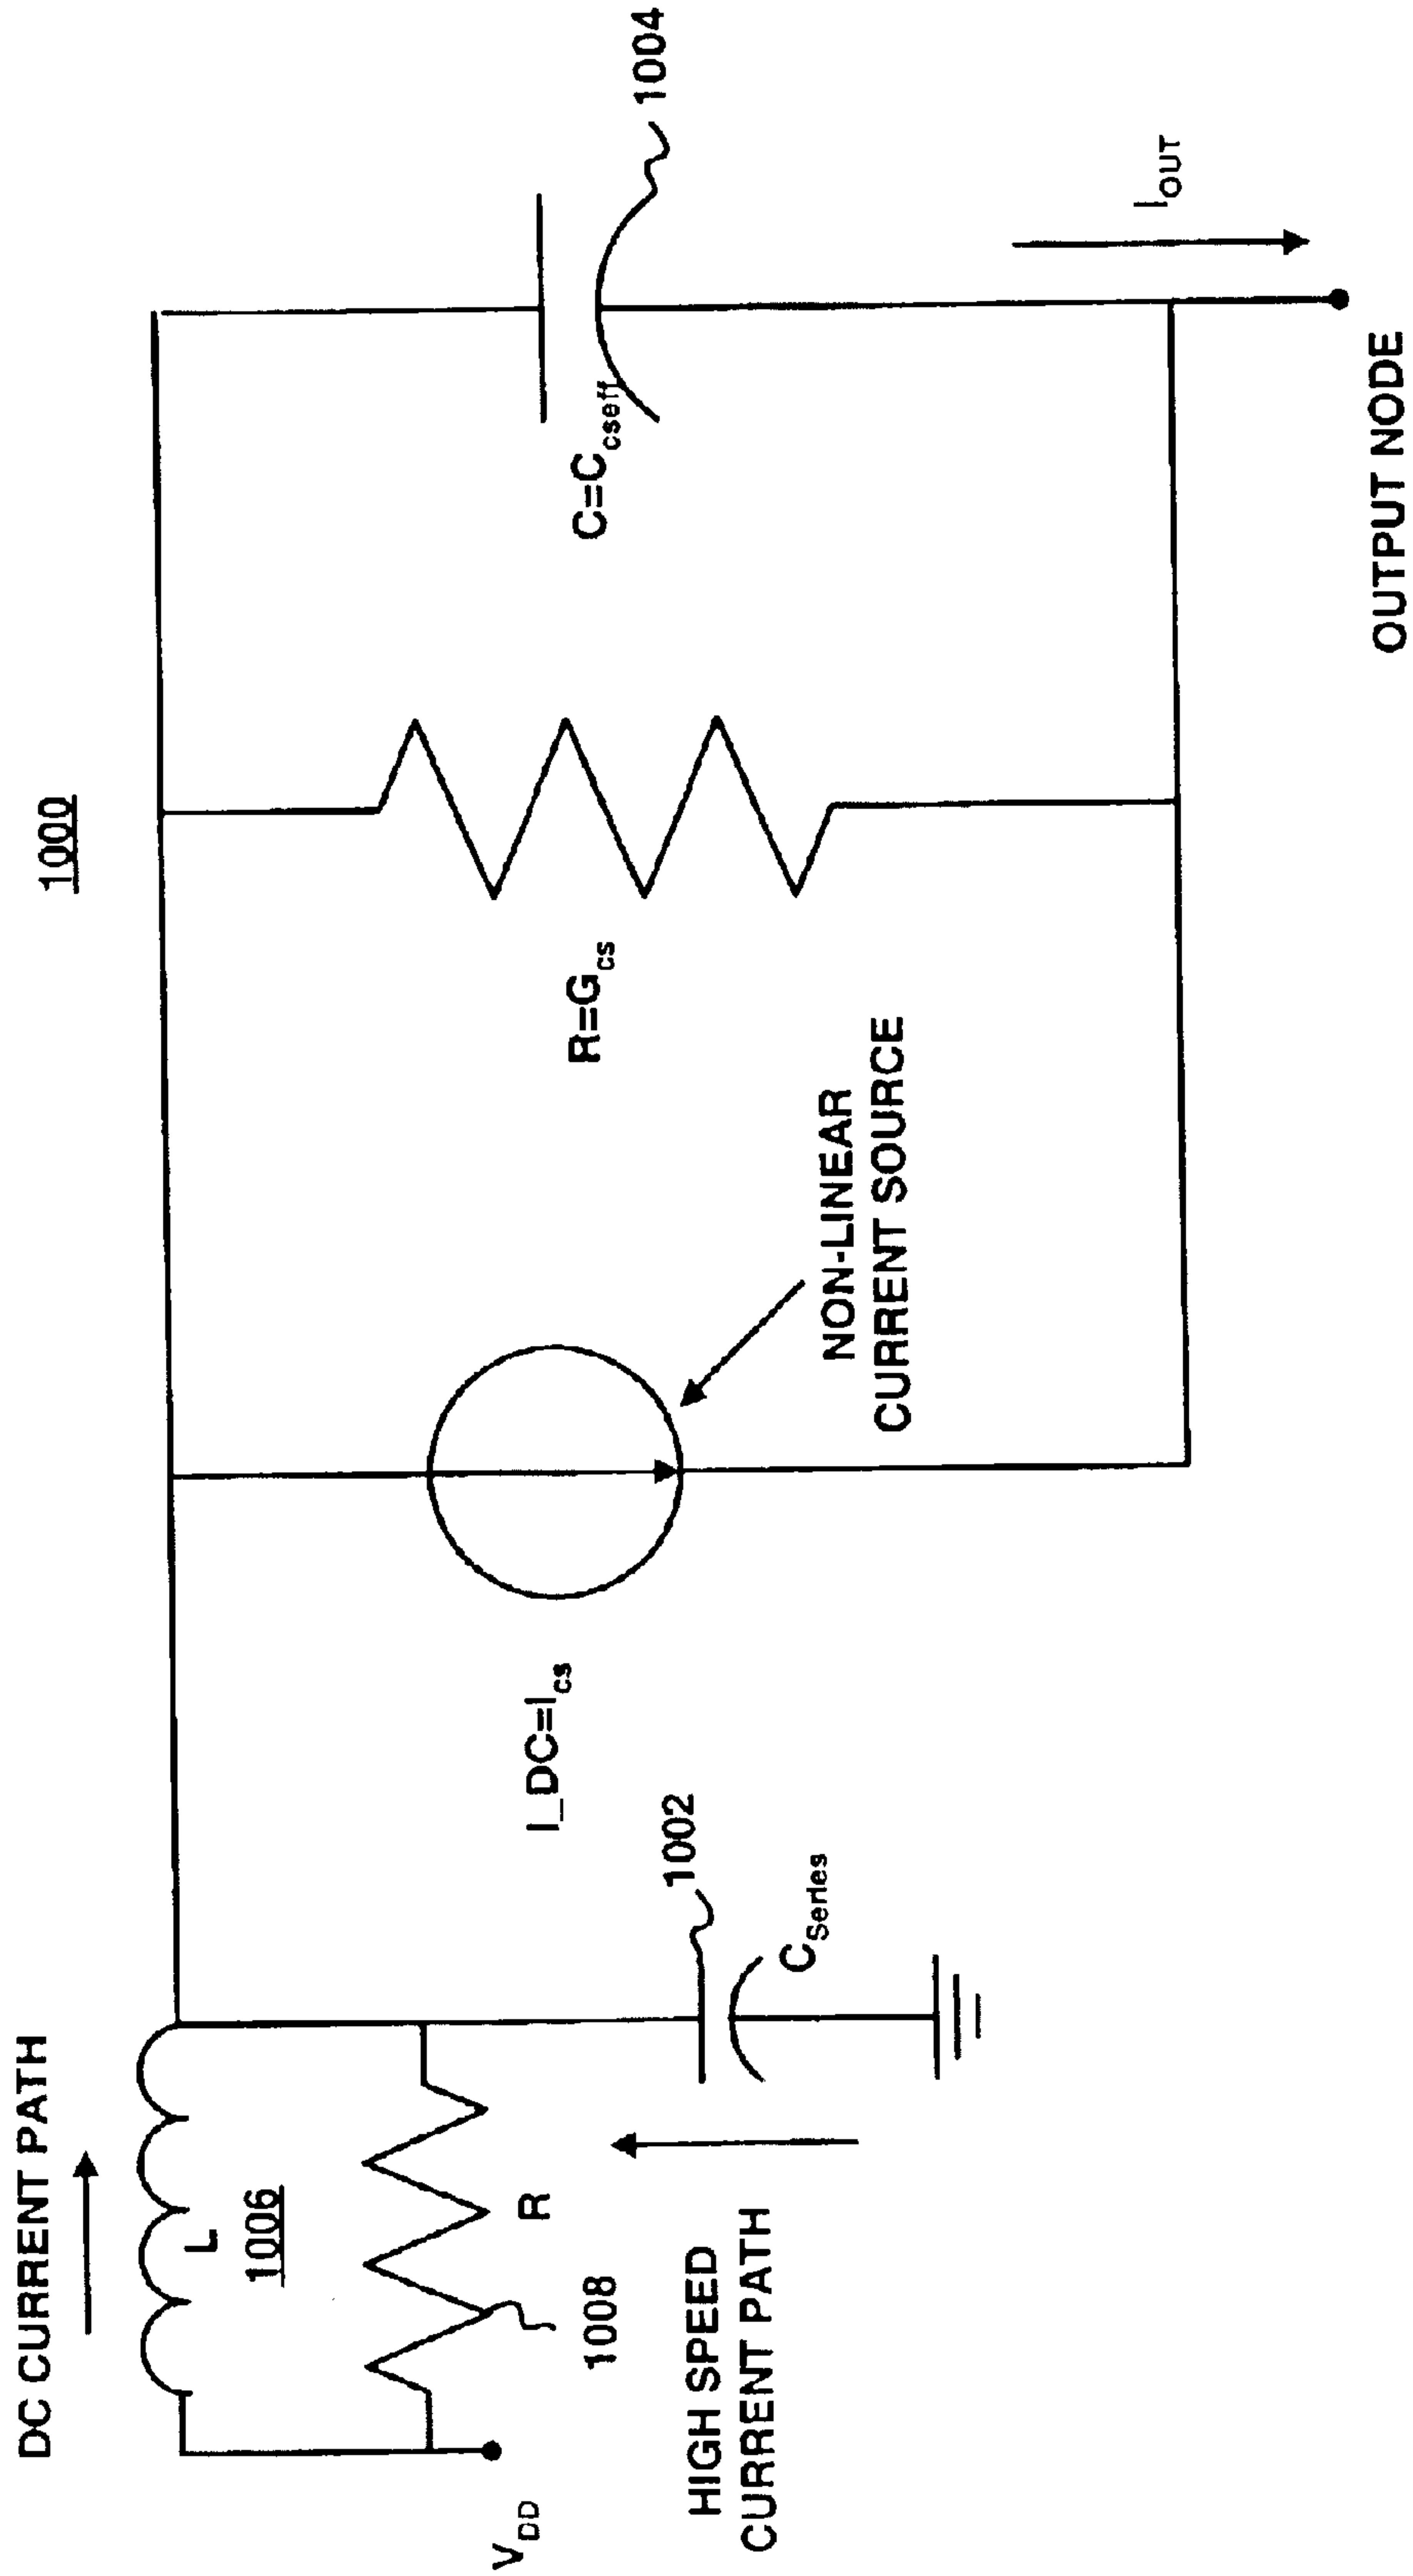 1000
DC CURRENT PATH
L
1006
R
1008
V_DD
HIGH SPEED
CURRENT PATH
1002
C_Series
I_DC=I_cs
NON-LINEAR
CURRENT SOURCE
R=G_cs
C=C_cseff
1004
I_OUT
OUTPUT NODE